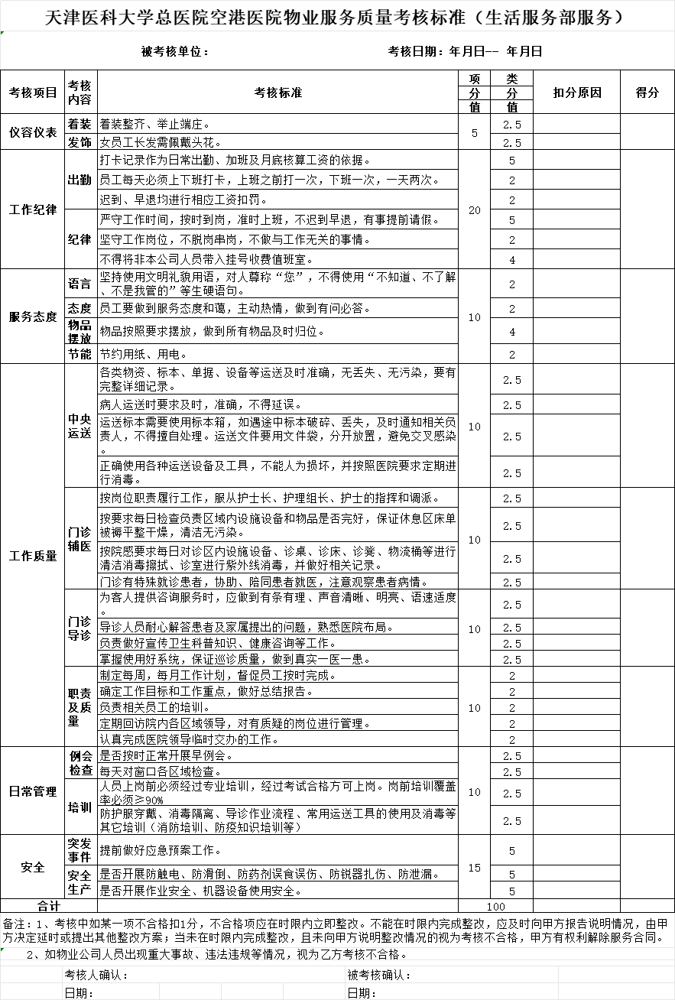 天津医科大学总医院空港医院物业服务质量考核标准（生活服务部服务）
被考核单位： 考核日期：年月日-- 年月日
考核项目 考核内容 考核标准 项分值 类分值 扣分原因 得分
仪容仪表 着装 着装整齐、举止端庄。 5 2.5
发饰 女员工长发需佩戴头花。 2.5
工作纪律 出勤 打卡记录作为日常出勤、加班及月底核算工资的依据。 20 5
员工每天必须上下班打卡，上班之前打一次，下班一次，一天两次。 2
迟到、早退均进行相应工资扣罚。 2
纪律 严守工作时间，按时到岗，准时上班，不迟到早退，有事提前请假。 5
坚守工作岗位，不脱岗串岗，不做与工作无关的事情。 2
不得将非本公司人员带入挂号收费值班室。 4
服务态度 语言 坚持使用文明礼貌用语，对人尊称“您”，不得使用“不知道、不了解
、不是我管的”等生硬语句。 10 2
态度 员工要做到服务态度和蔼，主动热情，做到有问必答。 2
物品摆放 物品按照要求摆放，做到所有物品及时归位。 4
节能 节约用纸、用电。 2
工作质量 中央运送 各类物资、标本、单据、设备等运送及时准确，无丢失、无污染，要有
完整详细记录。 10 2.5
病人运送时要求及时，准确，不得延误。 2.5
运送标本需要使用标本箱，如遇途中标本破碎、丢失，及时通知相关负
责人，不得擅自处理。运送文件要用文件袋，分开放置，避免交叉感染
。 2.5
正确使用各种运送设备及工具，不能人为损坏，并按照医院要求定期进
行消毒。 2.5
门诊辅医 按岗位职责履行工作，服从护士长、护理组长、护士的指挥和调派。 10 2.5
按要求每日检查负责区域内设施设备和物品是否完好，保证休息区床单
被褥平整干燥，清洁无污染。 2.5
按院感要求每日对诊区内设施设备、诊桌、诊床、诊凳、物流桶等进行
清洁消毒擦拭、诊室进行紫外线消毒，并做好相关记录。 2.5
门诊有特殊就诊患者，协助、陪同患者就医，注意观察患者病情。 2.5
门诊导诊 为客人提供咨询服务时，应做到有条有理、声音清晰、明亮、语速适度
。 10 2.5
导诊人员耐心解答患者及家属提出的问题，熟悉医院布局。 2.5
负责做好宣传卫生科普知识、健康咨询等工作。 2.5
掌握使用好系统，保证巡诊质量，做到真实一医一患。 2.5
职责及质量 制定每周，每月工作计划，督促员工按时完成。 10 2
确定工作目标和工作重点，做好总结报告。 2
负责相关员工的培训。 2
定期回访院内各区域领导，对有质疑的岗位进行管理。 2
认真完成医院领导临时交办的工作。 2
日常管理 例会检查 是否按时正常开展早例会。 10 2.5
每天对窗口各区域检查。 2.5
培训 人员上岗前必须经过专业培训，经过考试合格方可上岗。岗前培训覆盖
率必须≥90% 2.5
防护服穿戴、消毒隔离、导诊作业流程、常用运送工具的使用及消毒等
其它培训（消防培训、防疫知识培训等） 2.5
安全 突发事件 提前做好应急预案工作。 15 5
安全生产 是否开展防触电、防滑倒、防药剂误食误伤、防锐器扎伤、防泄漏。 5
是否开展作业安全、机器设备使用安全。 5
合计 100
备注：1、考核中如某一项不合格扣1分，不合格项应在时限内立即整改。不能在时限内完成整改，应及时向甲方报告说明情况，由甲
方决定延时或提出其他整改方案；当未在时限内完成整改，且未向甲方说明整改情况的视为考核不合格，甲方有权利解除服务合同。
2、如物业公司人员出现重大事故、违法违规等情况，视为乙方考核不合格。
考核人确认： 被考核确认：
日期： 日期：